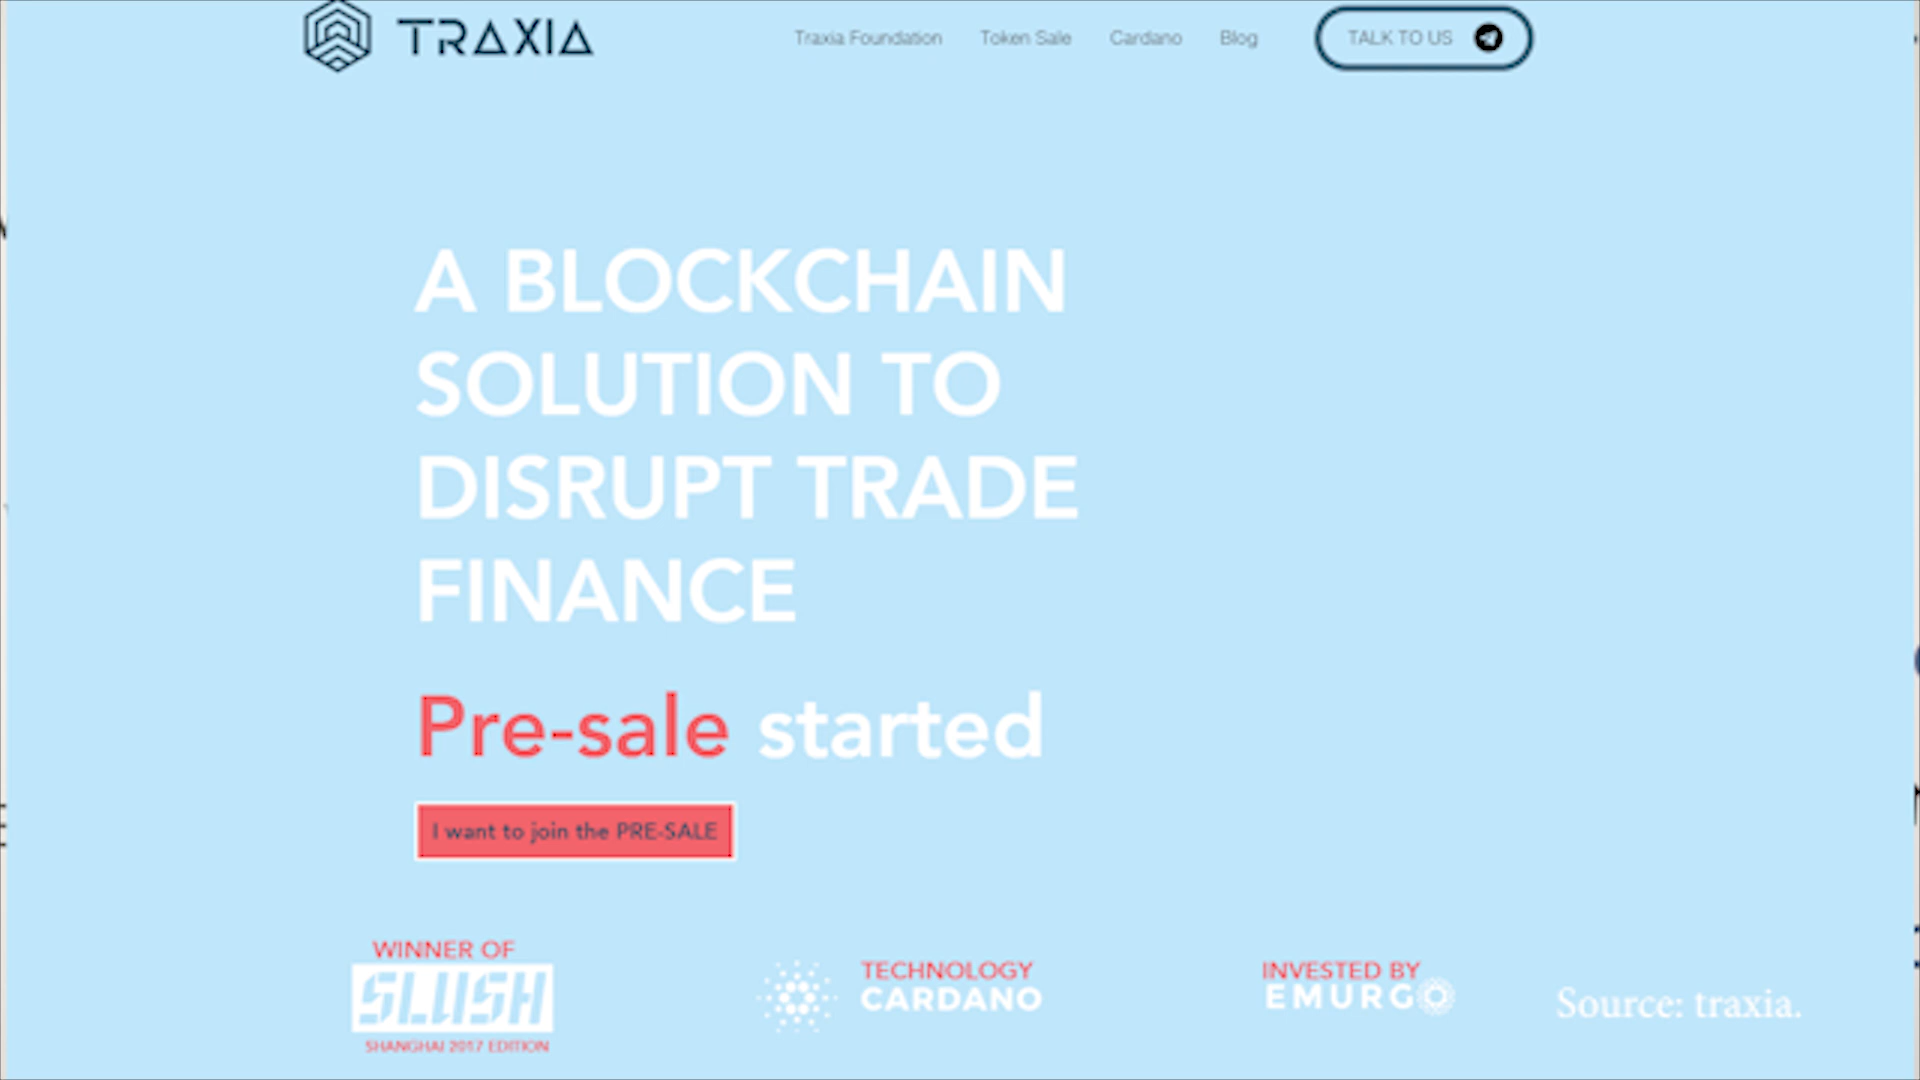 TRAXIA
Traxia Foundation Token Sale Cardano Blog TALK TO US
A BLOCKCHAIN
SOLUTION TO
DISRUPT TRADE
FINANCE
Pre-sale started
I want to join the PRE-SALE
WINNER OF
SLUSH
SHANGHAI 2017 EDITION
TECHNOLOGY
CARDANO
INVESTED BY
EMURGO
Source: traxia.